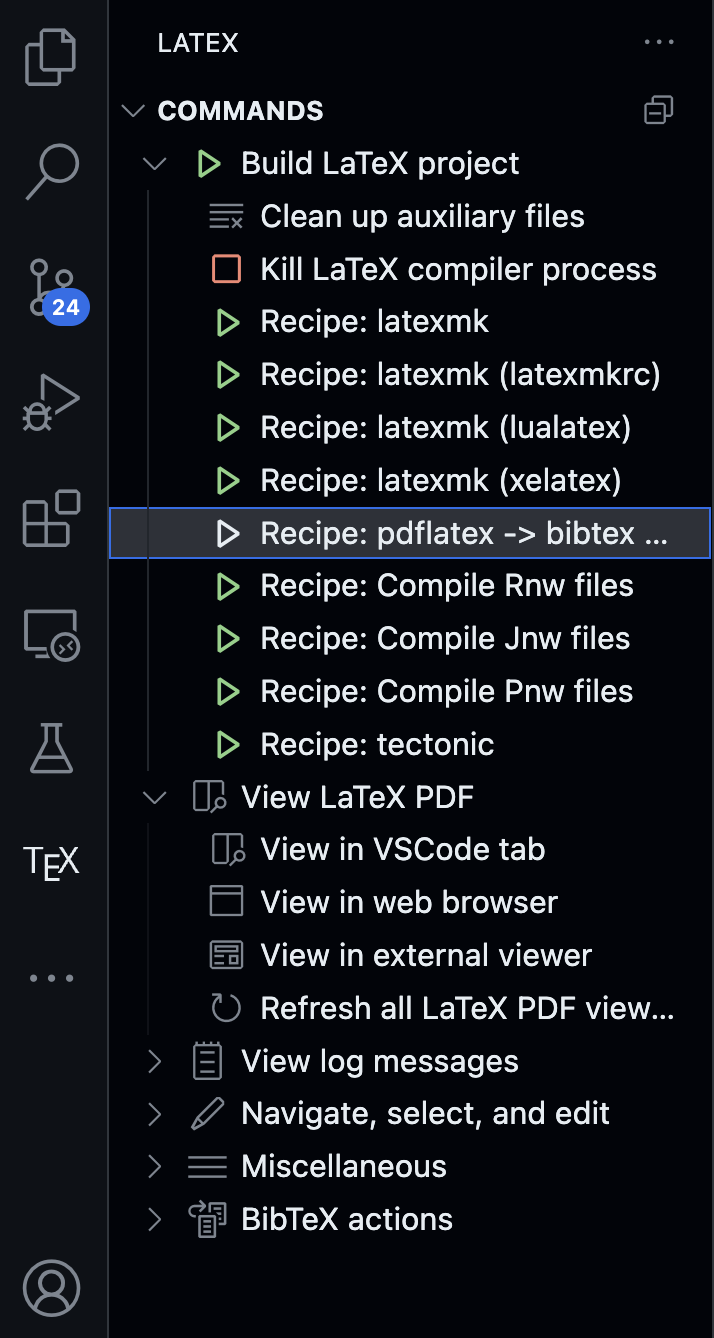 LATEX
COMMANDS
Build LaTeX project
Clean up auxiliary files
Kill LaTeX compiler process
24
Recipe: latexmk
Recipe: latexmk (latexmkrc)
Recipe: latexmk (lualatex)
Recipe: latexmk (xelatex)
Recipe: pdflatex -> bibtex ...
Recipe: Compile Rnw files
Recipe: Compile Jnw files
Recipe: Compile Pnw files
Recipe: tectonic
View LaTeX PDF
View in VSCode tab
TEX
View in web browser
View in external viewer
Refresh all LaTeX PDF view...
View log messages
Navigate, select, and edit
Miscellaneous
BibTeX actions